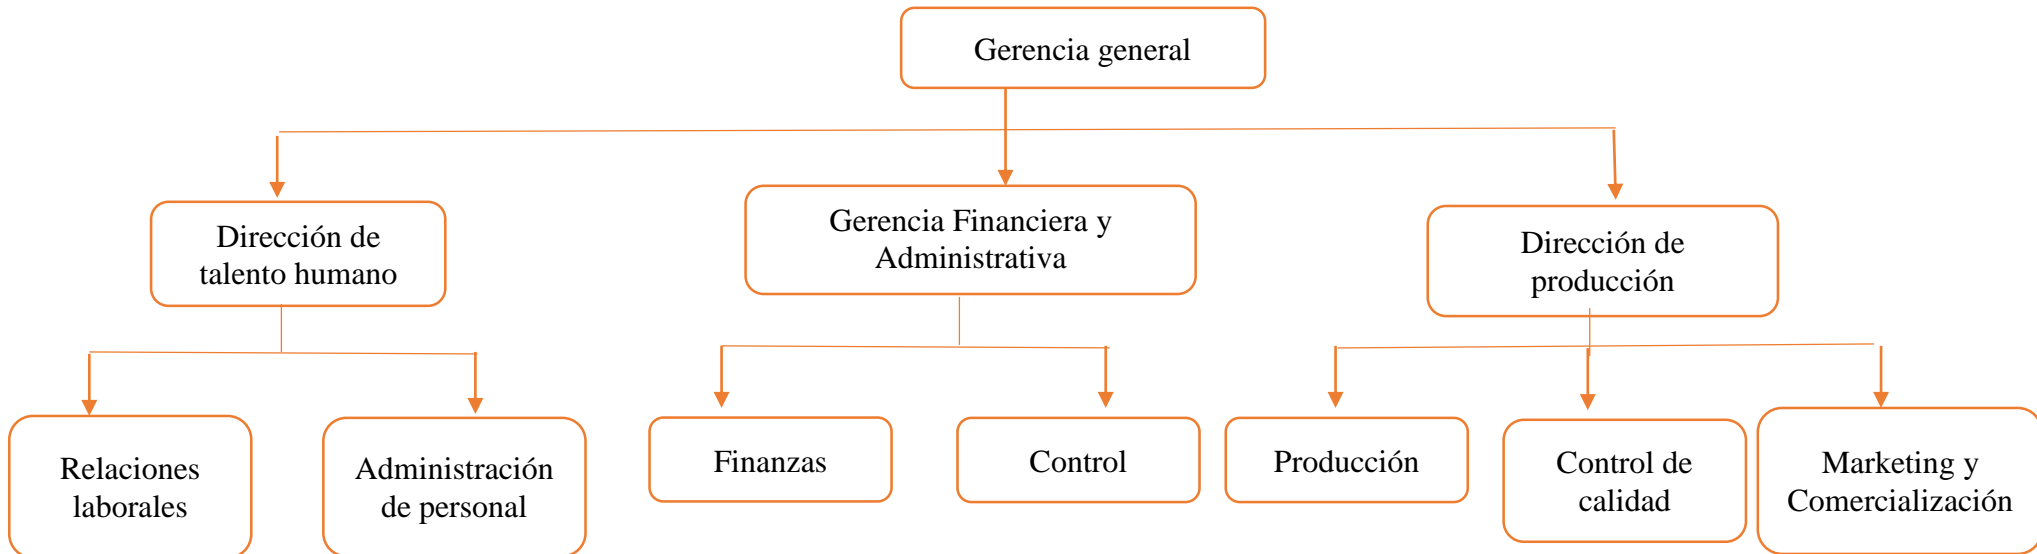 Gerencia general
Dirección de
talento humano
Gerencia Financiera y
Administrativa
Dirección de
producción
Relaciones
laborales
Administración
de personal
Finanzas
Control
Producción
Control de
calidad
Marketing y
Comercialización